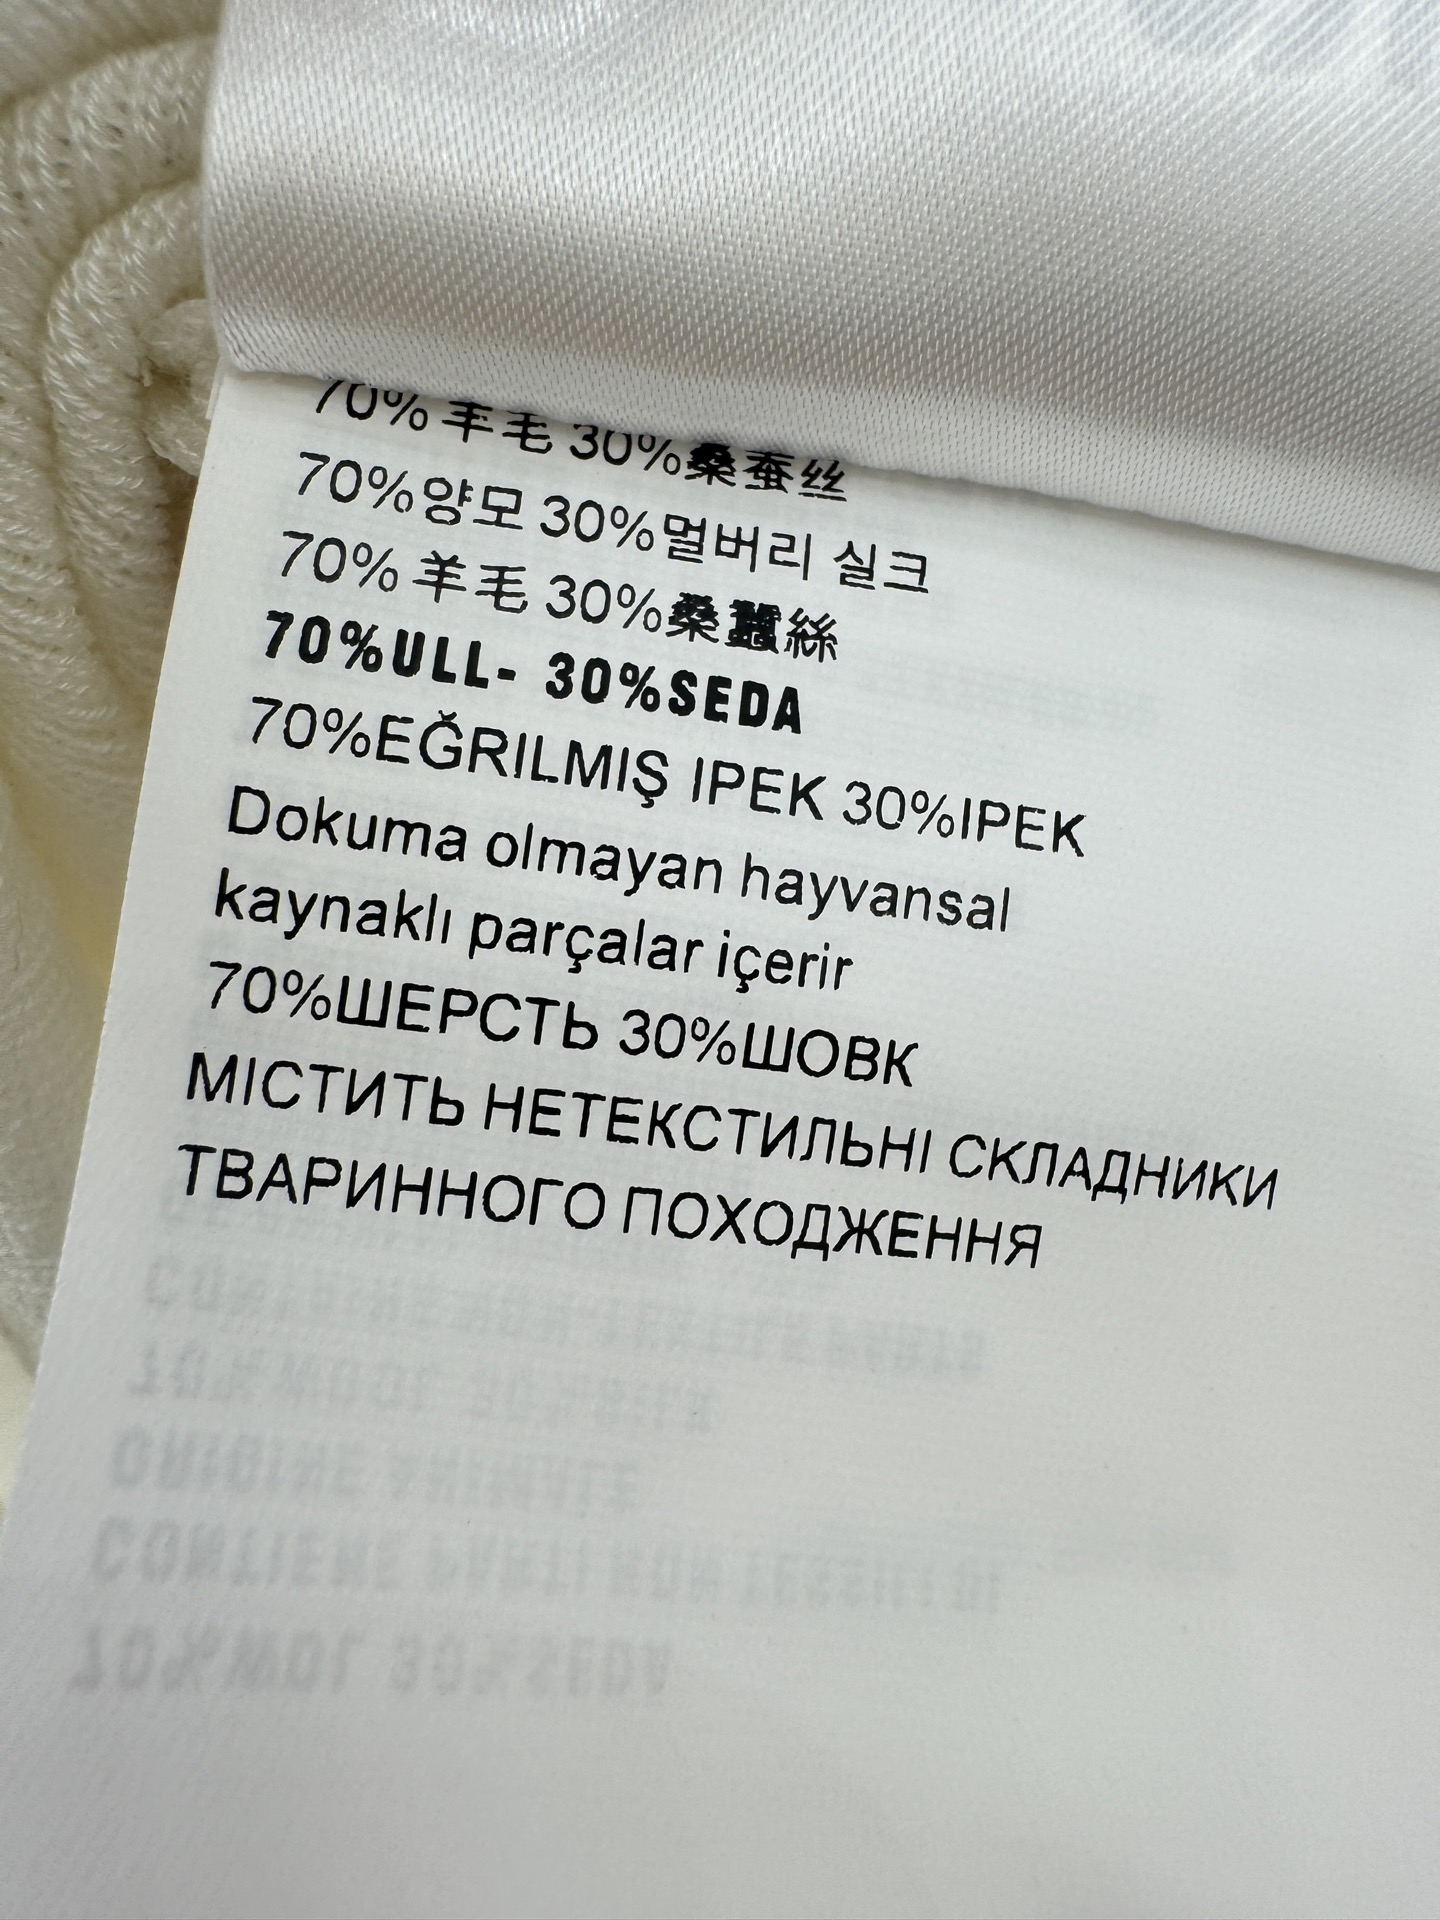 70%羊毛 30%桑蚕丝
70%양모 30%멀버리 실크
70%羊毛 30%桑蠶絲
70%ULL- 30%SEDA
70%EĞRILMIŞ IPEK 30%IPEK
Dokuma olmayan hayvansal
kaynaklı parçalar içerir
70%ШЕРСТЬ 30%ШОВК
МІСТИТЬ НЕТЕКСТИЛЬНІ СКЛАДНИКИ
ТВАРИННОГО ПОХОДЖЕННЯ